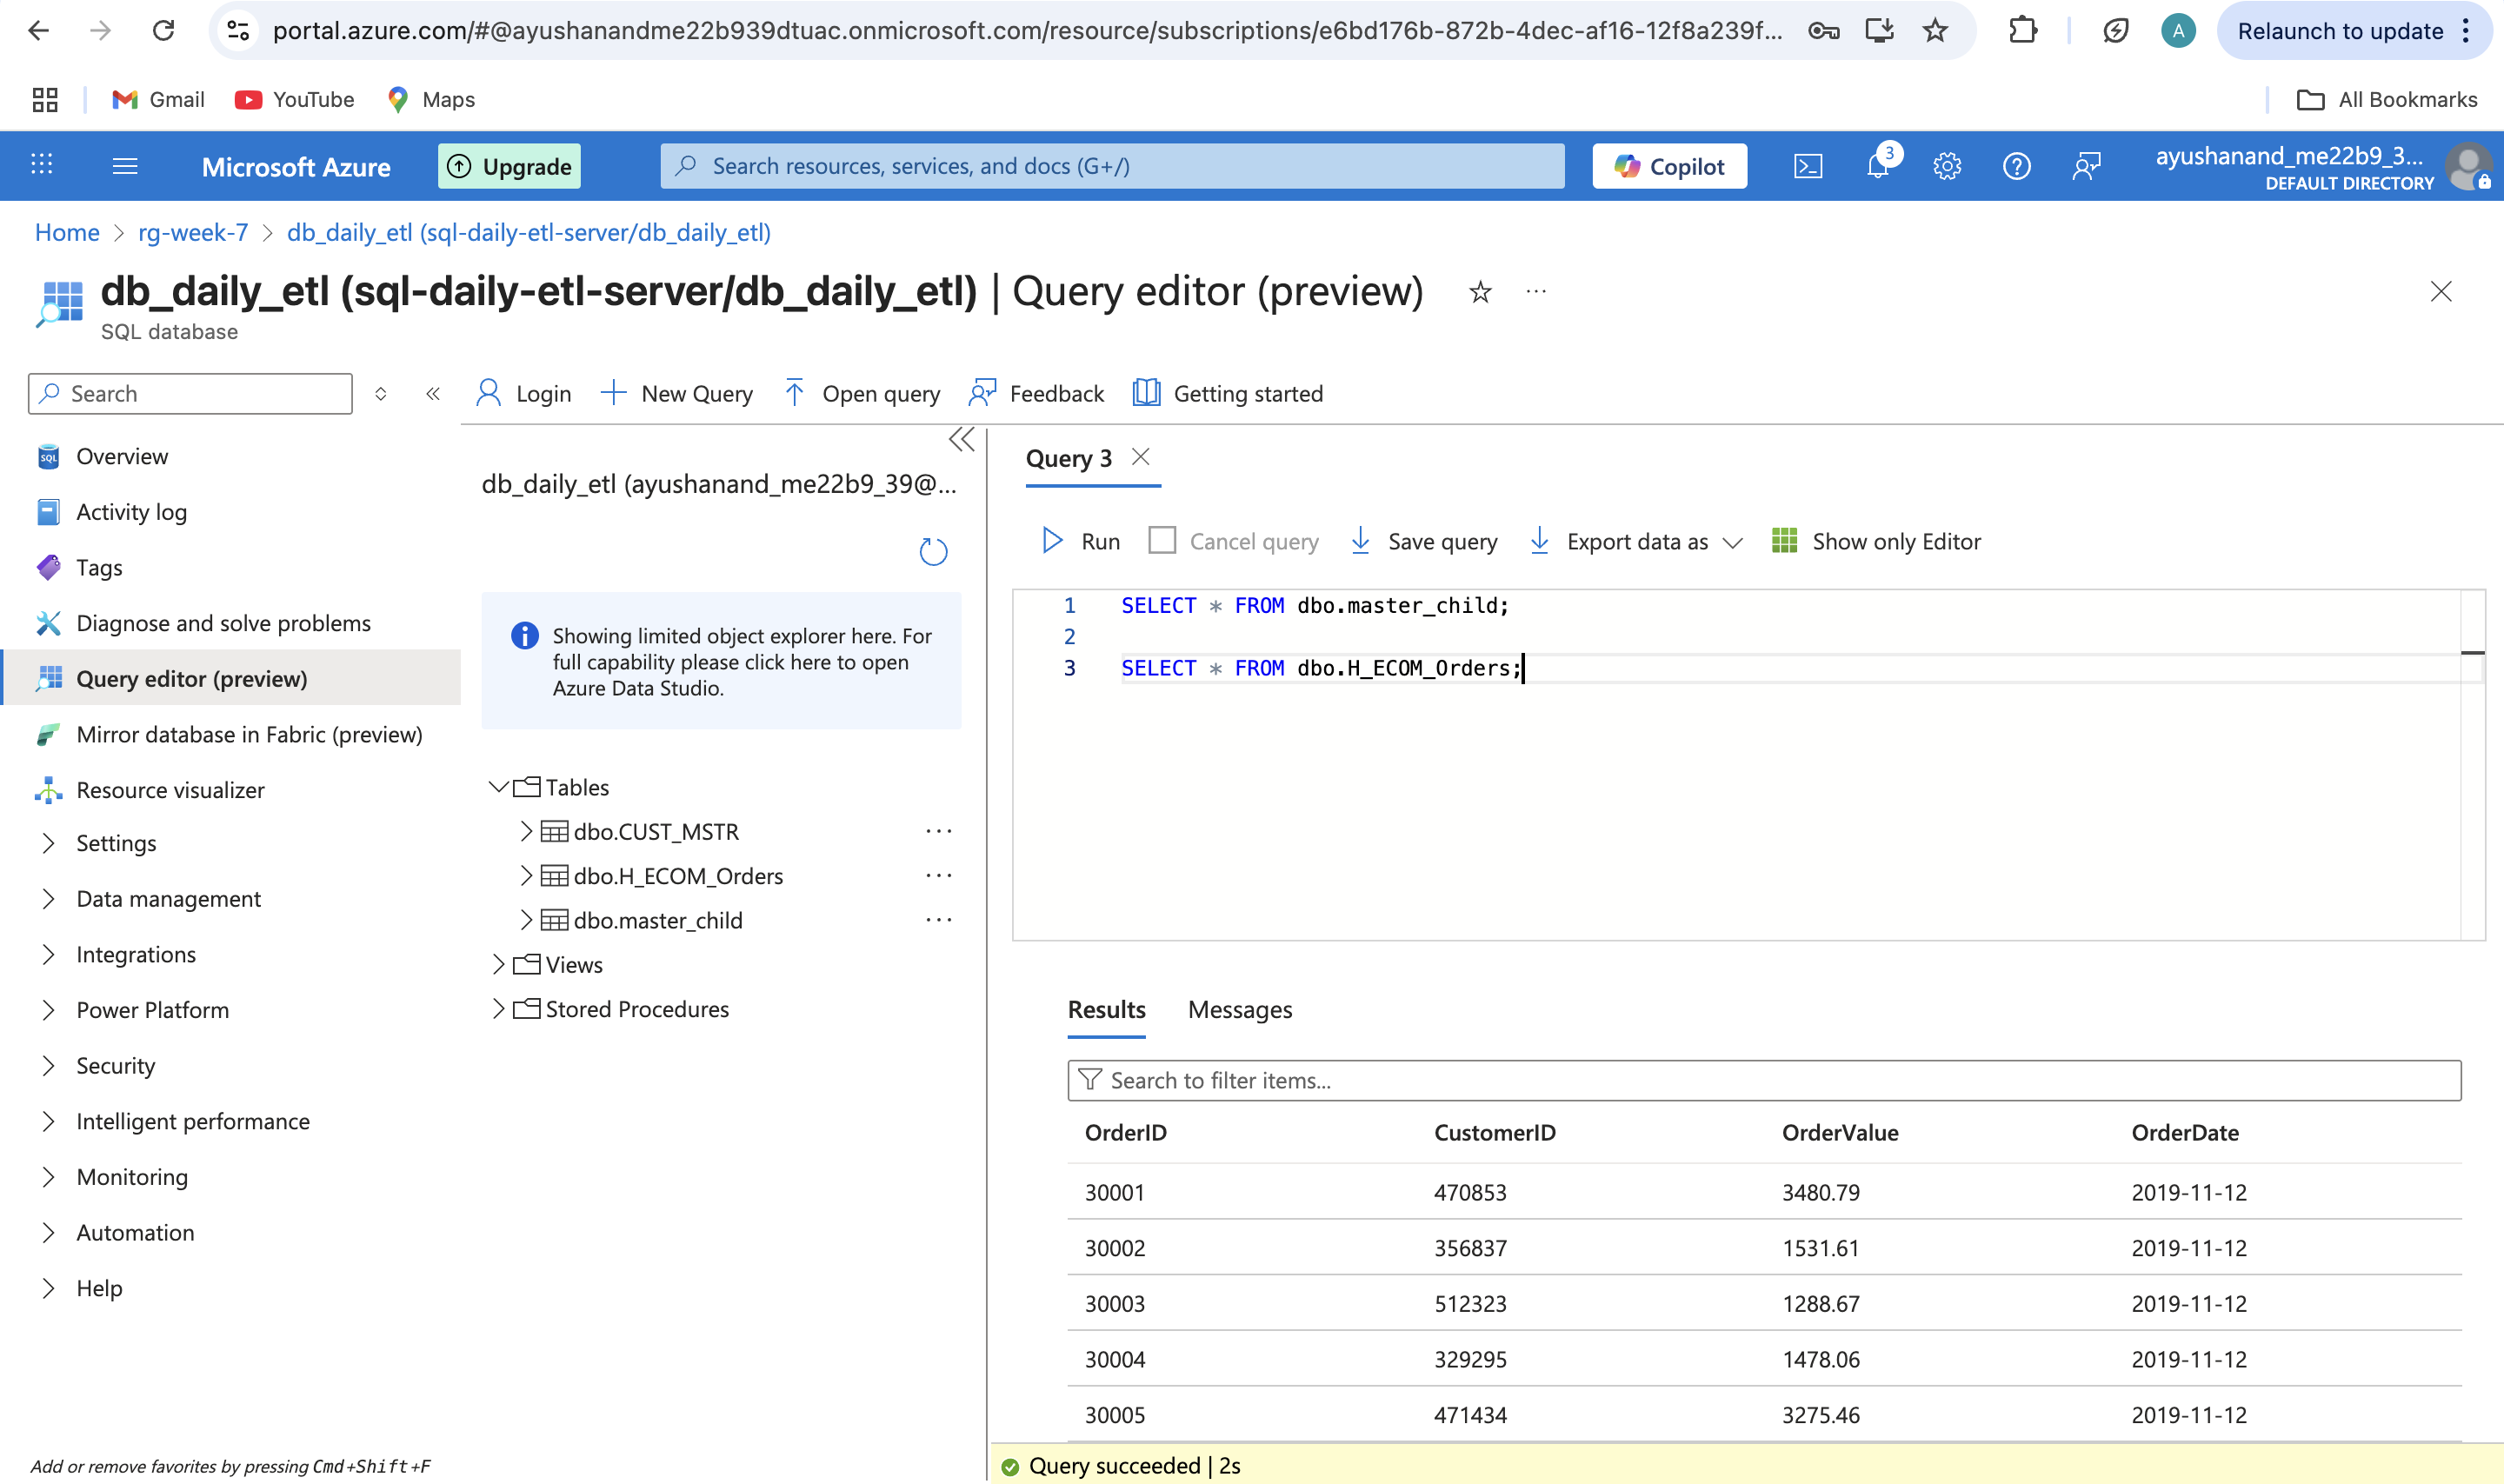 portal.azure.com/#@ayushanandme22b939dtuac.onmicrosoft.com/resource/subscriptions/e6bd176b-872b-4dec-af16-12f8a239f...
A
Relaunch to update
Gmail
YouTube
Maps
All Bookmarks
Microsoft Azure
Upgrade
Search resources, services, and docs (G+/)
Copilot
3
ayushanand_me22b9_3...
DEFAULT DIRECTORY
Home > rg-week-7 > db_daily_etl (sql-daily-etl-server/db_daily_etl)
db_daily_etl (sql-daily-etl-server/db_daily_etl) | Query editor (preview)
SQL database
Search
Overview
Activity log
Tags
Diagnose and solve problems
Query editor (preview)
Mirror database in Fabric (preview)
Resource visualizer
Settings
Data management
Integrations
Power Platform
Security
Intelligent performance
Monitoring
Automation
Help
Add or remove favorites by pressing Cmd+Shift+F
Login
New Query
Open query
Feedback
Getting started
db_daily_etl (ayushanand_me22b9_39@...
Showing limited object explorer here. For
full capability please click here to open
Azure Data Studio.
Tables
dbo.CUST_MSTR
dbo.H_ECOM_Orders
dbo.master_child
Views
Stored Procedures
Query 3
Run
Cancel query
Save query
Export data as
Show only Editor
1 SELECT * FROM dbo.master_child;
2
3 SELECT * FROM dbo.H_ECOM_Orders;
Results
Messages
Search to filter items...
OrderID CustomerID OrderValue OrderDate
30001 470853 3480.79 2019-11-12
30002 356837 1531.61 2019-11-12
30003 512323 1288.67 2019-11-12
30004 329295 1478.06 2019-11-12
30005 471434 3275.46 2019-11-12
Query succeeded | 2s